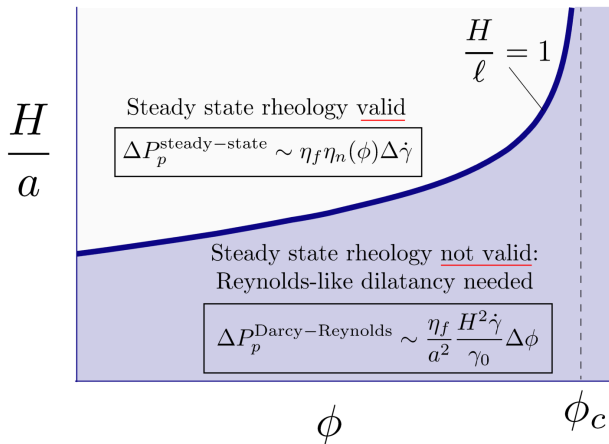 H/ℓ = 1
Steady state rheology valid
ΔP_p^{steady−state} ∼ η_f η_n(ϕ)Δγ̇
H/a
Steady state rheology not valid:
Reynolds-like dilatancy needed
ΔP_p^{Darcy−Reynolds} ∼ (η_f/a²) (H²γ̇/γ₀) Δϕ
ϕ
ϕ_c